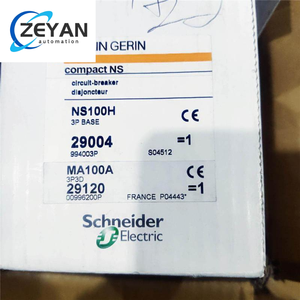 ZEYAN
automation
IN GERIN
compact NS
circuit-breaker
disjoncteur
NS100H
3P BASE
CE
29004 =1
994003P S04512
MA100A
3P3D
CE
29120 =1
00996200P FRANCE P04443*
Schneider
Electric